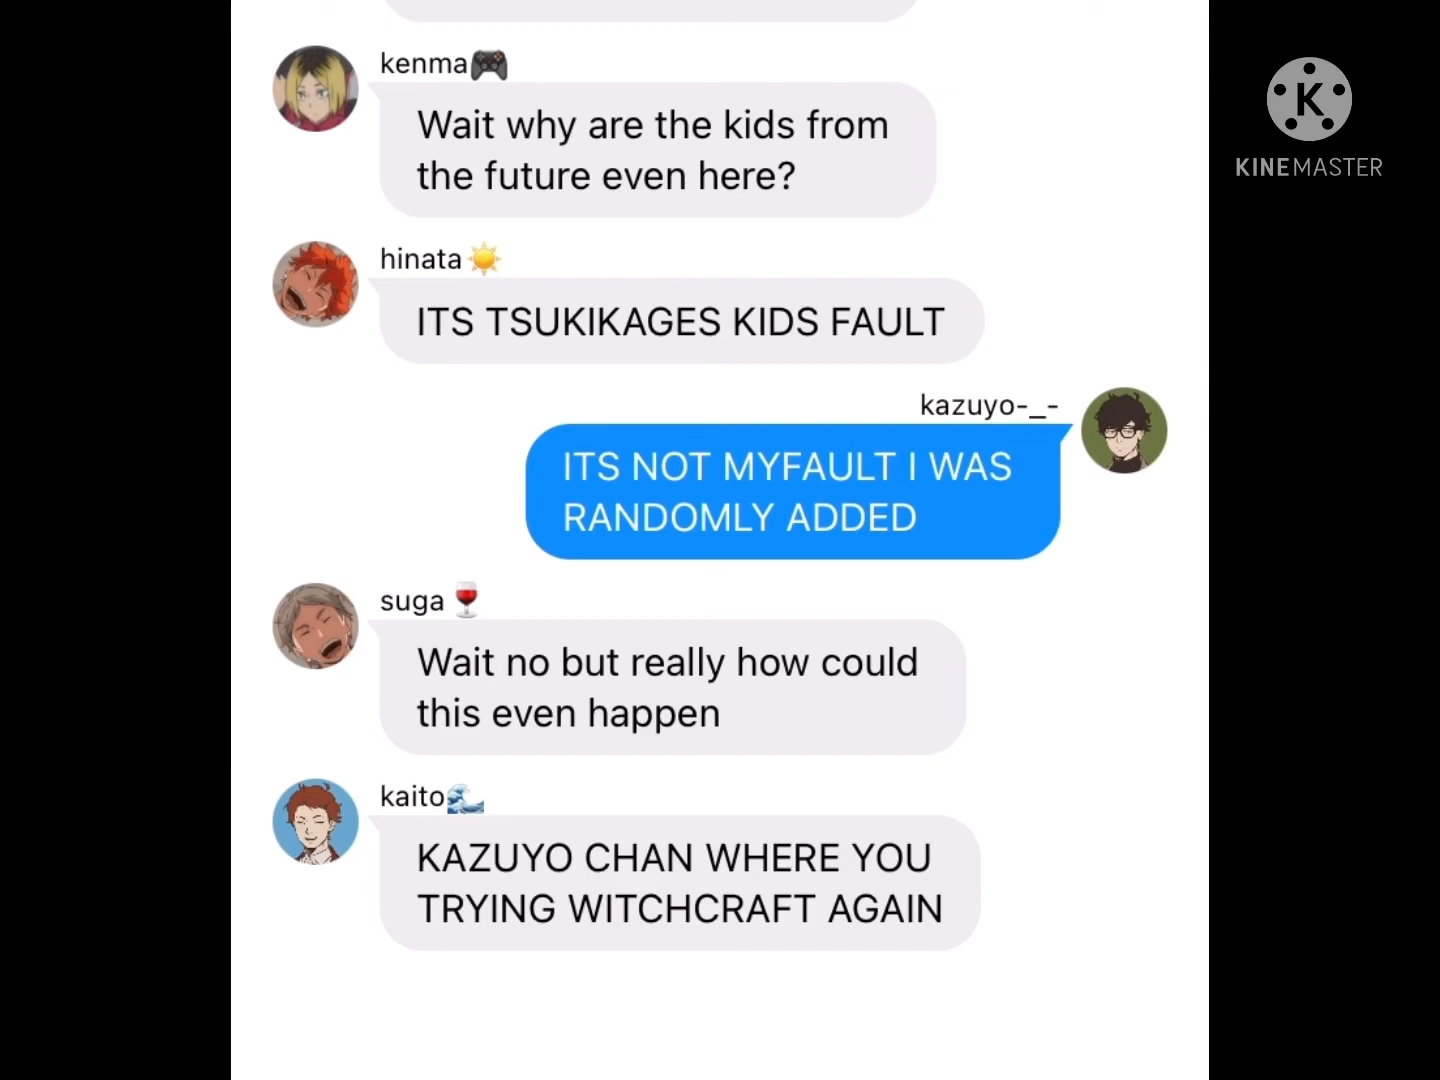 kenma🎮
Wait why are the kids from
the future even here?
hinata☀️
ITS TSUKIKAGES KIDS FAULT
kazuyo-_-
ITS NOT MYFAULT I WAS
RANDOMLY ADDED
suga🍷
Wait no but really how could
this even happen
kaito🌊
KAZUYO CHAN WHERE YOU
TRYING WITCHCRAFT AGAIN
K
KINEMASTER